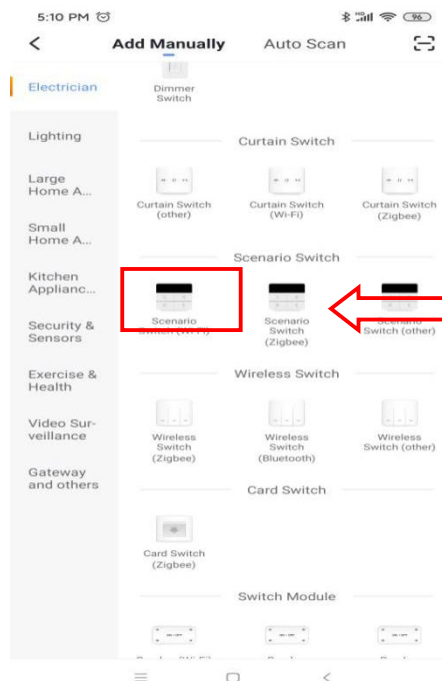 5:10 PM
96
Add Manually
Auto Scan
Electrician
Dimmer
Switch
Lighting
Curtain Switch
Large
Home A...
Curtain Switch
(other)
Curtain Switch
(Wi-Fi)
Curtain Switch
(Zigbee)
Small
Home A...
Scenario Switch
Kitchen
Applianc...
Scenario
Switch (Wi-Fi)
Scenario
Switch
(Zigbee)
Scenario
Switch (other)
Security &
Sensors
Exercise &
Health
Wireless Switch
Video Sur-
veillance
Wireless
Switch
(Zigbee)
Wireless
Switch
(Bluetooth)
Wireless
Switch (other)
Gateway
and others
Card Switch
Card Switch
(Zigbee)
Switch Module